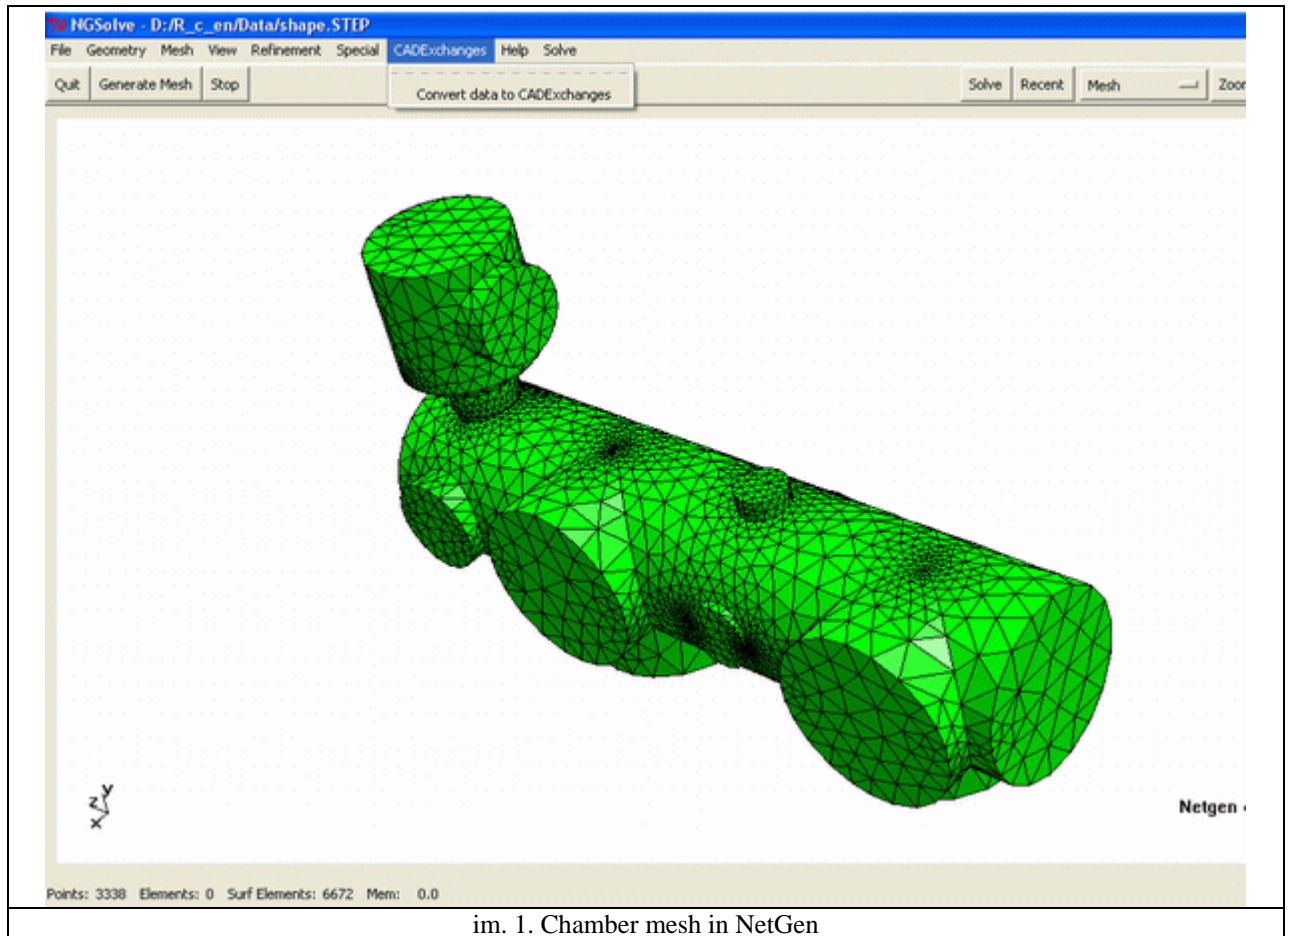 NGSolve - D:/R_c_en/Data/shape.STEP
File Geometry Mesh View Refinement Special CADExchanges Help Solve
Quit Generate Mesh Stop Solve Recent Mesh Zoor
Convert data to CADExchanges
y
z
x
Netgen
Points: 3338 Elements: 0 Surf Elements: 6672 Mem: 0.0
im. 1. Chamber mesh in NetGen